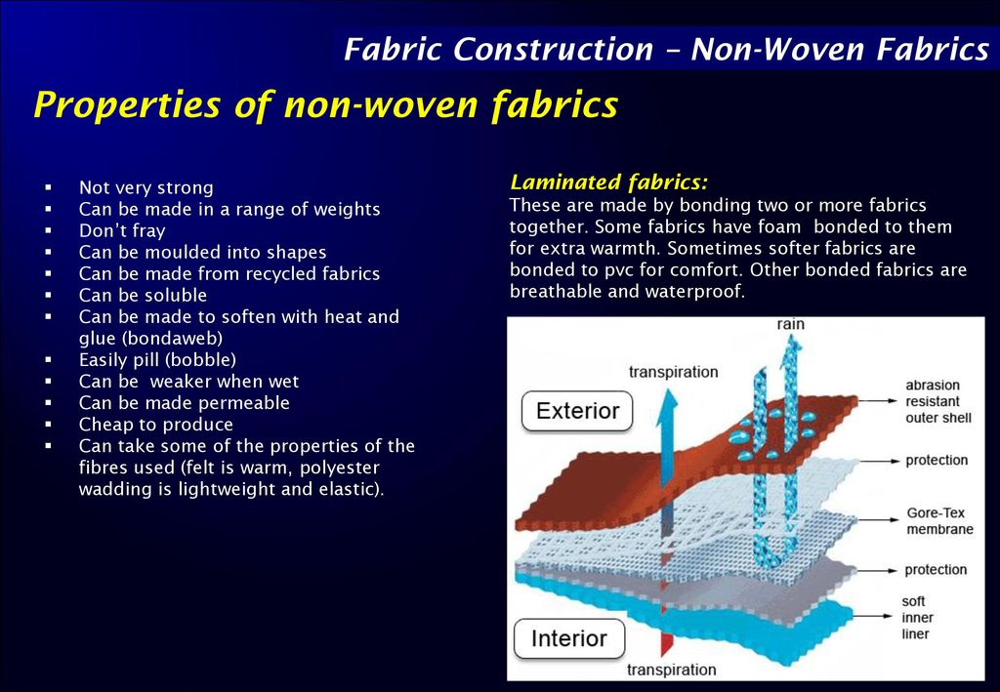 Fabric Construction – Non-Woven Fabrics
Properties of non-woven fabrics
▪ Not very strong
▪ Can be made in a range of weights
▪ Don’t fray
▪ Can be moulded into shapes
▪ Can be made from recycled fabrics
▪ Can be soluble
▪ Can be made to soften with heat and
glue (bondaweb)
▪ Easily pill (bobble)
▪ Can be  weaker when wet
▪ Can be made permeable
▪ Cheap to produce
▪ Can take some of the properties of the
fibres used (felt is warm, polyester
wadding is lightweight and elastic).
Laminated fabrics:
These are made by bonding two or more fabrics
together. Some fabrics have foam  bonded to them
for extra warmth. Sometimes softer fabrics are
bonded to pvc for comfort. Other bonded fabrics are
breathable and waterproof.
rain
transpiration
Exterior
abrasion
resistant
outer shell
protection
Gore-Tex
membrane
protection
soft
inner
liner
Interior
transpiration